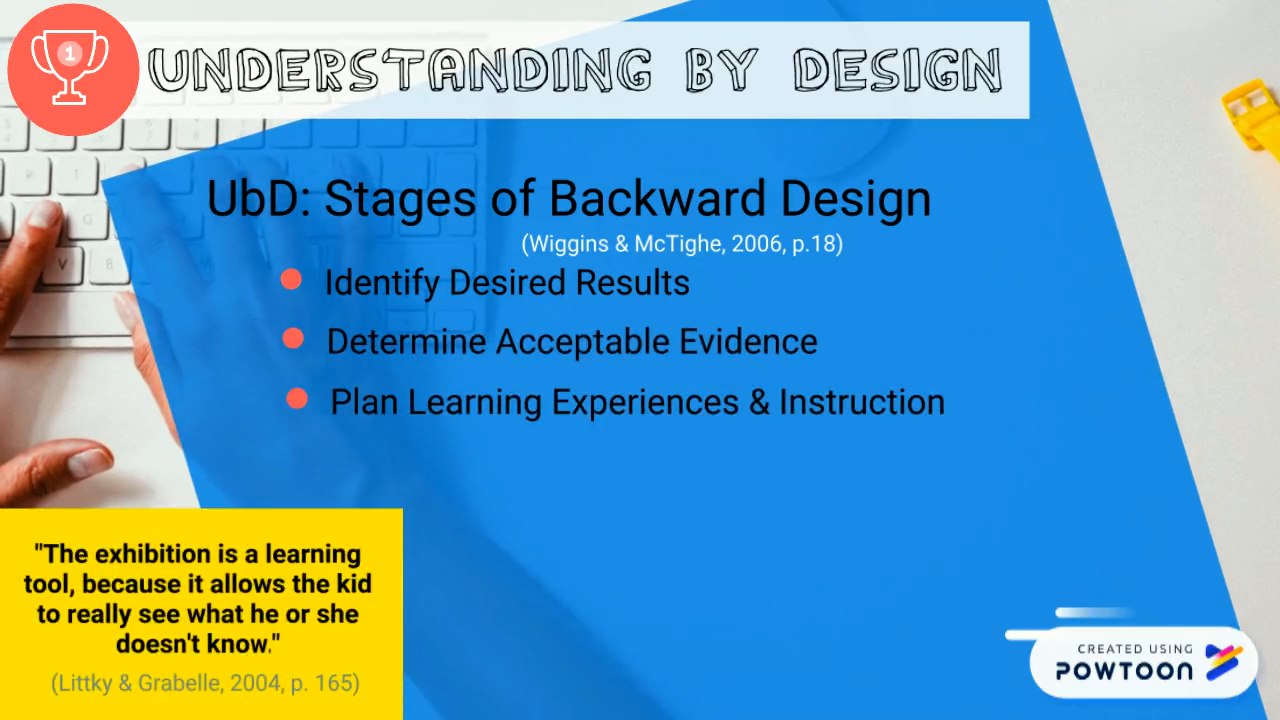 1
UNDERSTANDING BY DESIGN
UbD: Stages of Backward Design
(Wiggins & McTighe, 2006, p.18)
Identify Desired Results
Determine Acceptable Evidence
Plan Learning Experiences & Instruction
"The exhibition is a learning
tool, because it allows the kid
to really see what he or she
doesn't know."
(Littky & Grabelle, 2004, p. 165)
CREATED USING
POWTOON